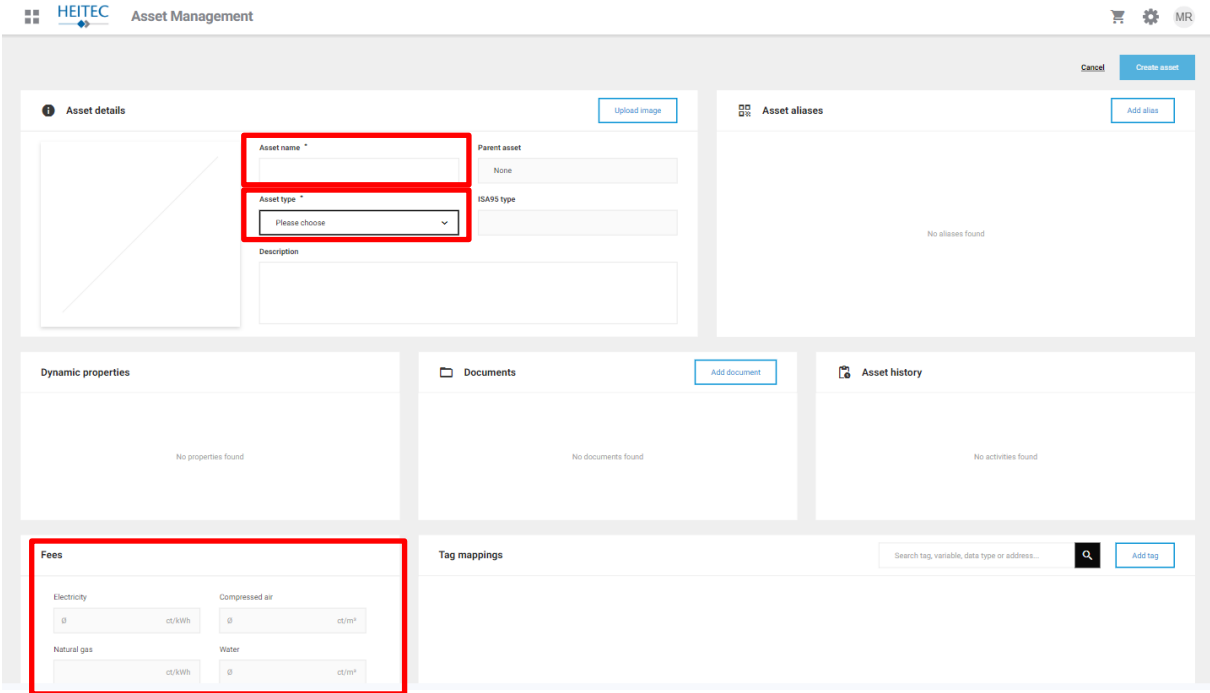 HEITEC
Asset Management
MR
Cancel
Create asset
Asset details
Upload image
Asset name *
Parent asset
None
Asset type *
Please choose
ISA95 type
Description
Asset aliases
Add alias
No aliases found
Dynamic properties
No properties found
Documents
Add document
No documents found
Asset history
No activities found
Fees
Electricity
Compressed air
Ø ct/kWh
Ø ct/m³
Natural gas
Water
ct/kWh
Ø ct/m³
Tag mappings
Search tag, variable, data type or address...
Add tag